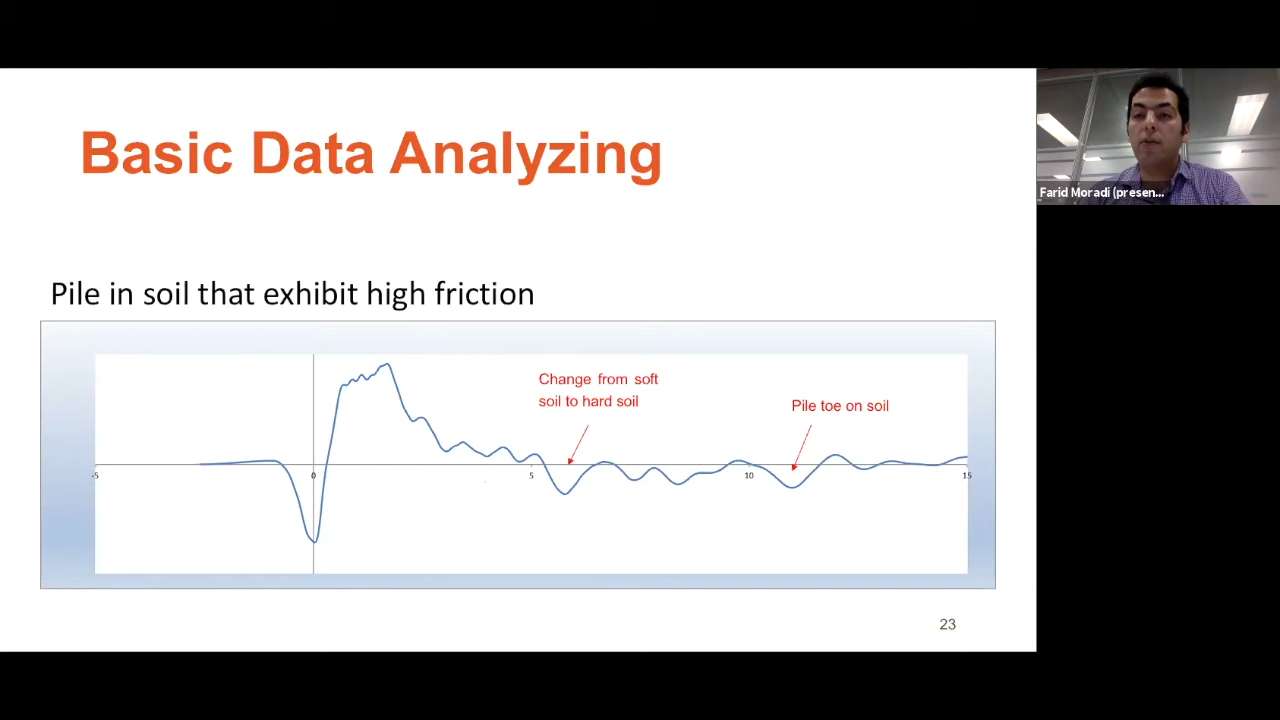 Basic Data Analyzing
Farid Moradi (presen...
Pile in soil that exhibit high friction
Change from soft
soil to hard soil
Pile toe on soil
-5 0 5 10 15
23